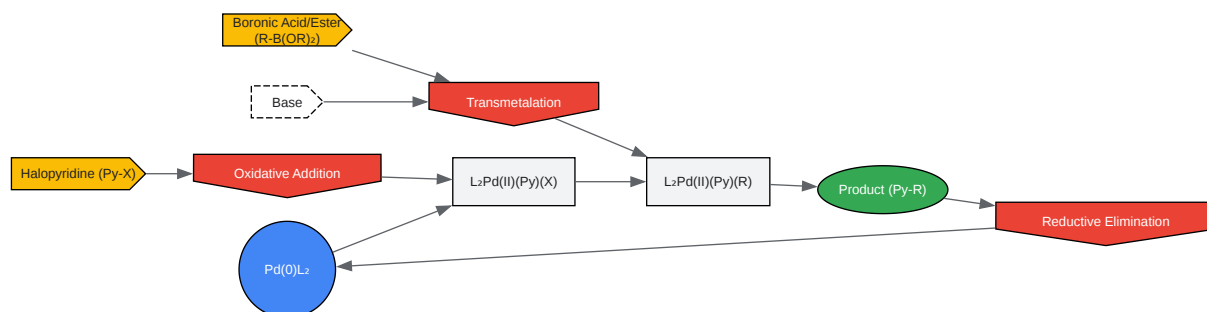 Boronic Acid/Ester
(R-B(OR)₂)
Base
Transmetalation
Halopyridine (Py-X)
Oxidative Addition
L₂Pd(II)(Py)(X)
L₂Pd(II)(Py)(R)
Product (Py-R)
Reductive Elimination
Pd(0)L₂